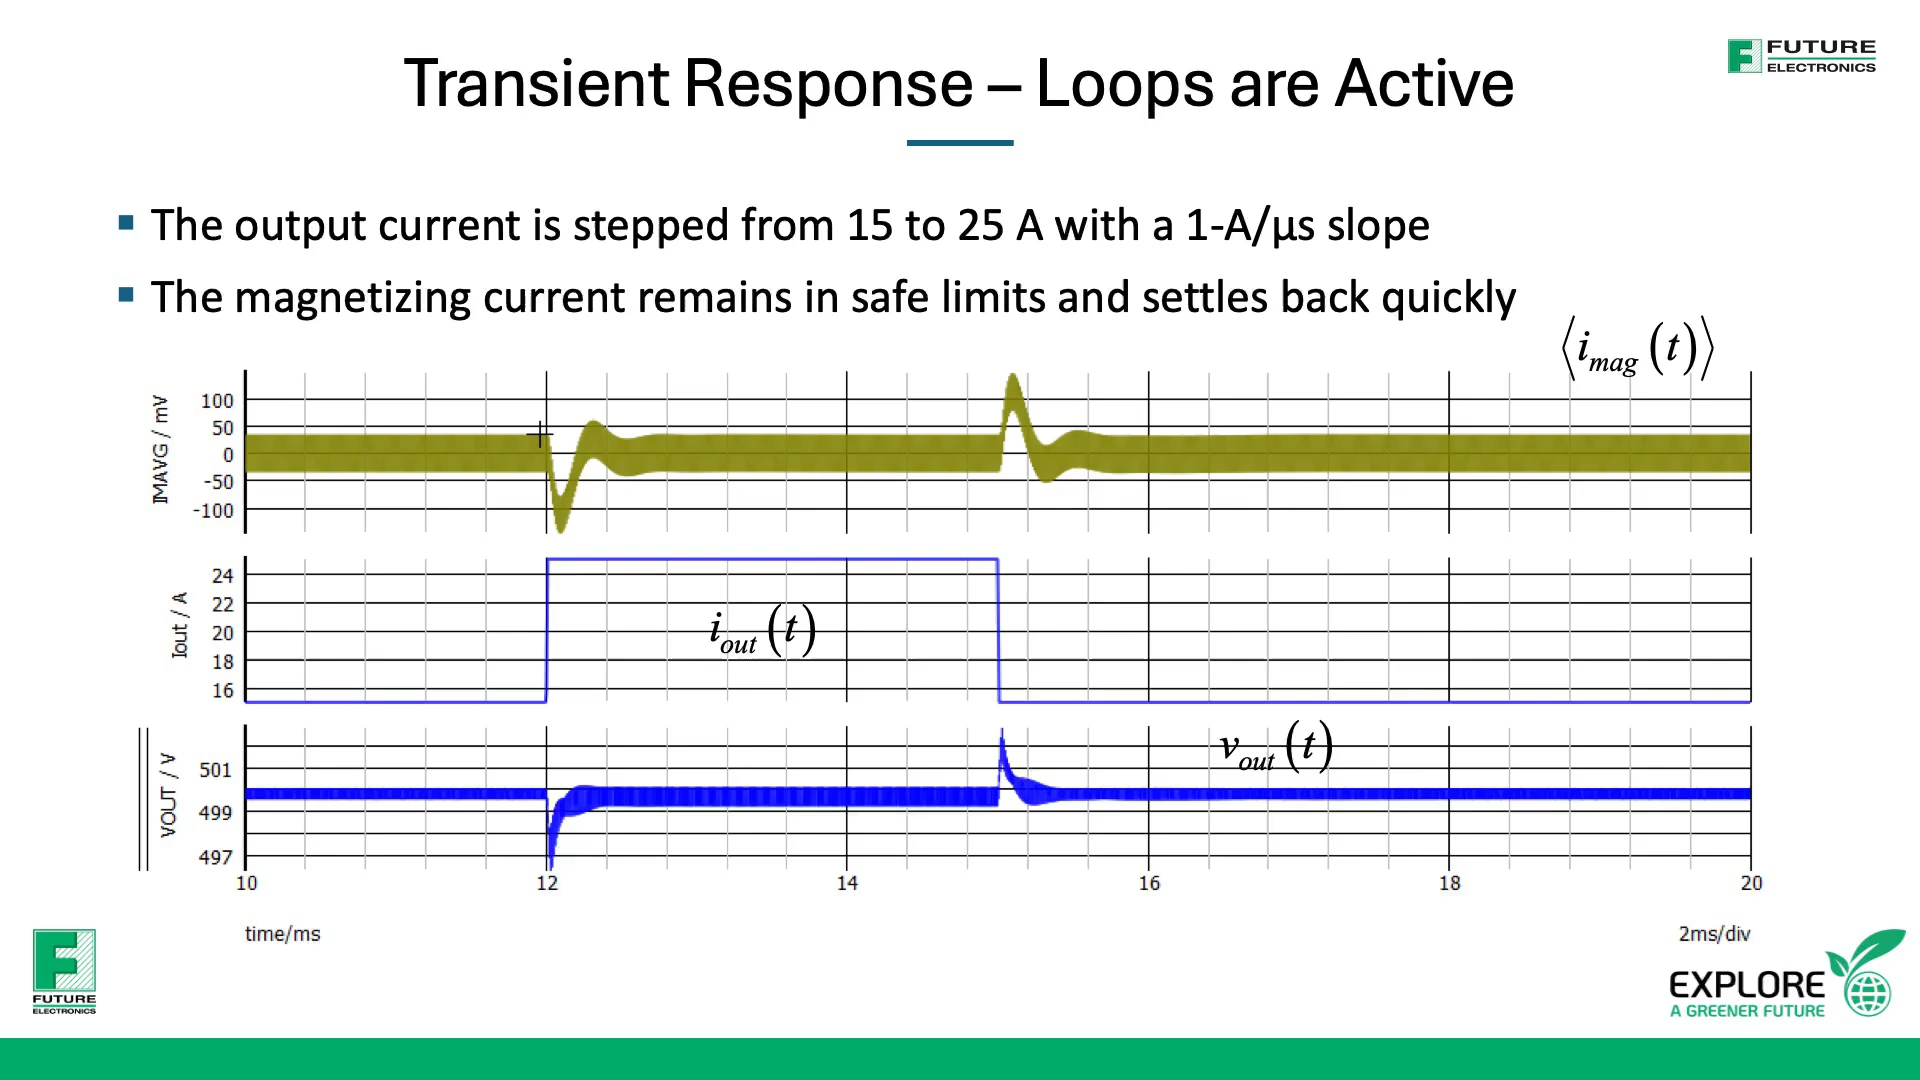 Transient Response – Loops are Active
FUTURE
ELECTRONICS
▪ The output current is stepped from 15 to 25 A with a 1-A/µs slope
▪ The magnetizing current remains in safe limits and settles back quickly
⟨i_mag (t)⟩
IMAVG / mV
100
50
0
-50
-100
Iout / A
24
22
20
18
16
i_out (t)
VOUT / V
501
499
497
v_out (t)
10 12 14 16 18 20
time/ms 2ms/div
FUTURE
ELECTRONICS
EXPLORE
A GREENER FUTURE